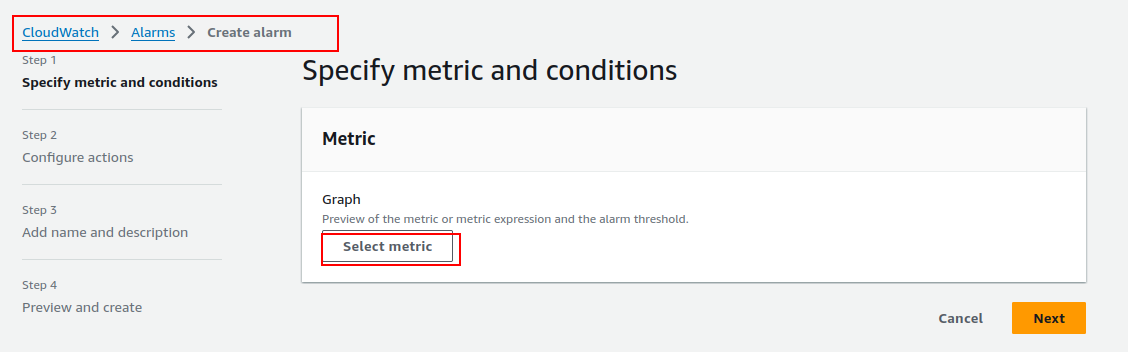 CloudWatch > Alarms > Create alarm
Step 1
Specify metric and conditions
Step 2
Configure actions
Step 3
Add name and description
Step 4
Preview and create
Specify metric and conditions
Metric
Graph
Preview of the metric or metric expression and the alarm threshold.
Select metric
Cancel
Next